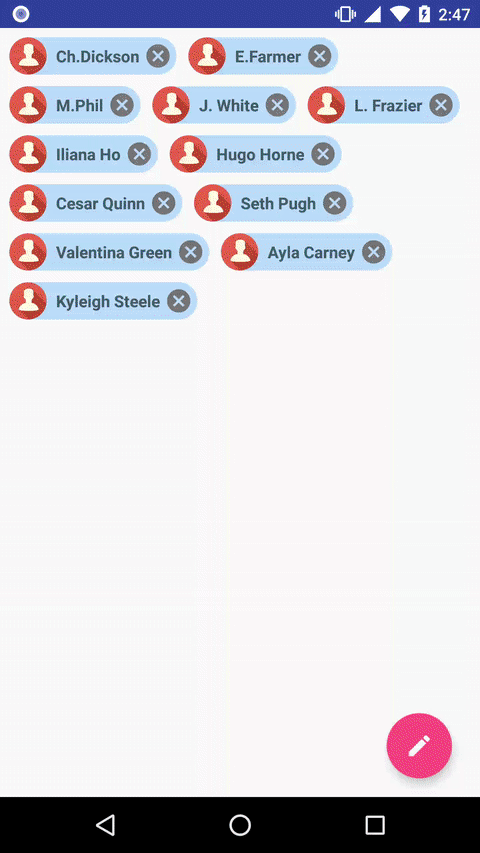 2:47
Ch.Dickson E.Farmer
M.Phil J. White L. Frazier
Iliana Ho Hugo Horne
Cesar Quinn Seth Pugh
Valentina Green Ayla Carney
Kyleigh Steele